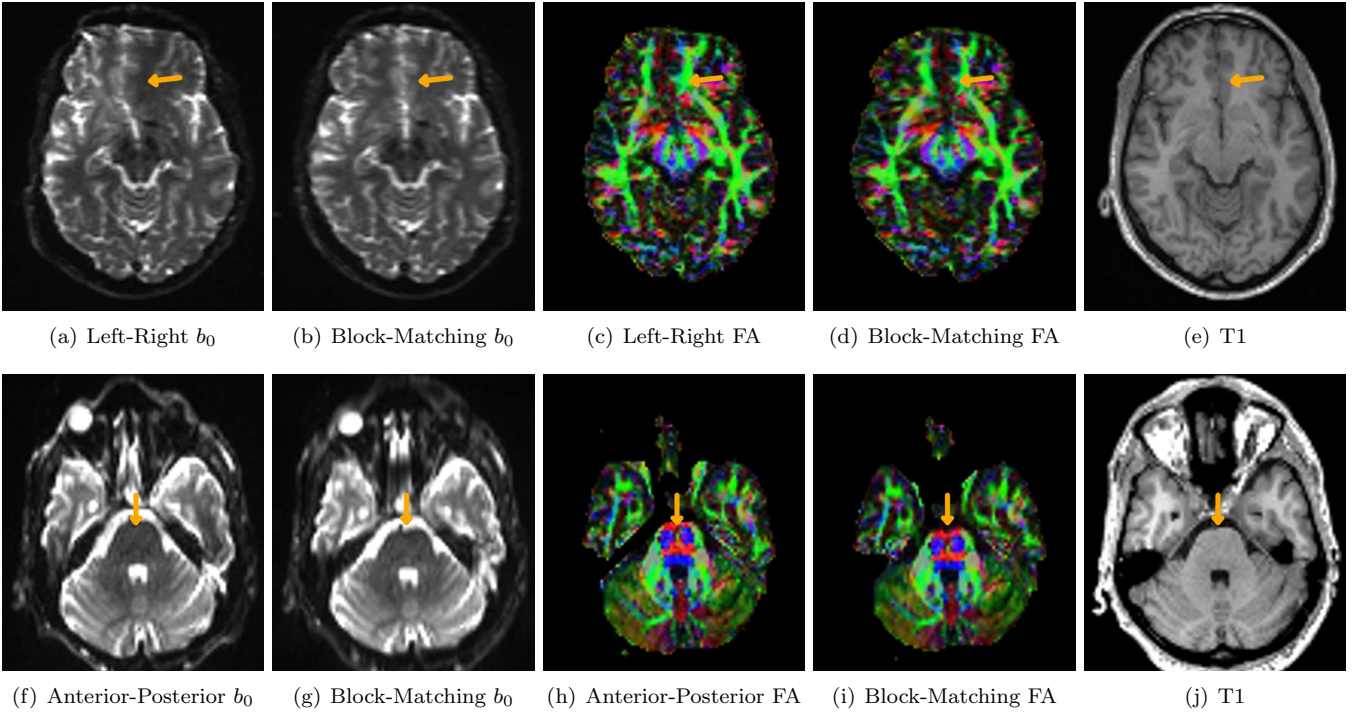 (a) Left-Right b0
(b) Block-Matching b0
(c) Left-Right FA
(d) Block-Matching FA
(e) T1
(f) Anterior-Posterior b0
(g) Block-Matching b0
(h) Anterior-Posterior FA
(i) Block-Matching FA
(j) T1